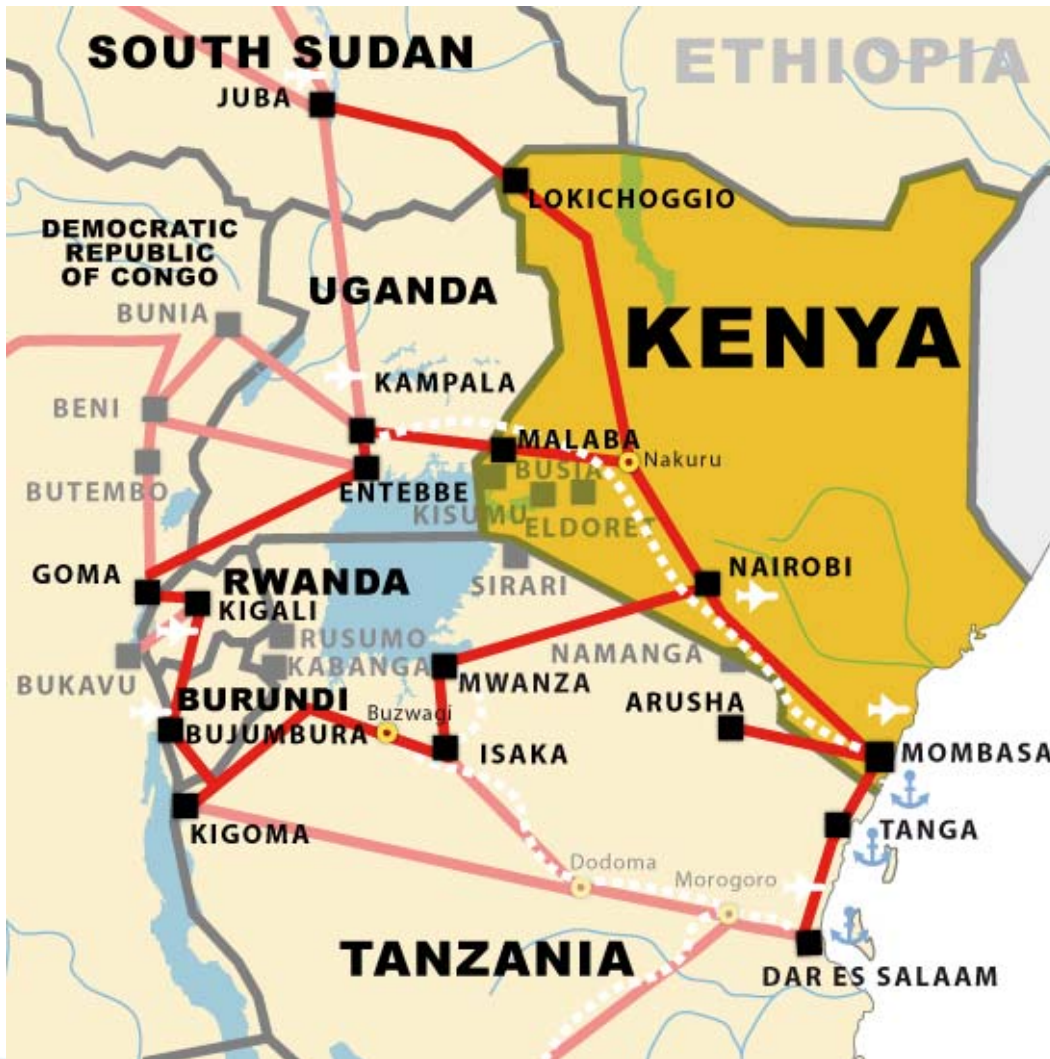 SOUTH SUDAN
ETHIOPIA
JUBA
LOKICHOGGIO
DEMOCRATIC
REPUBLIC
OF CONGO
UGANDA
BUNIA
KENYA
KAMPALA
BENI
MALABA
Nakuru
BUSIA
BUTEMBO
ENTEBBE
KISUMU
ELDORET
GOMA
RWANDA
NAIROBI
SIRARI
KIGALI
RUSUMO
NAMANGA
BUKAVU
KABANGA
MWANZA
BURUNDI
ARUSHA
Buzwagi
BUJUMBURA
ISAKA
MOMBASA
KIGOMA
TANGA
Dodoma
Morogoro
TANZANIA
DAR ES SALAAM